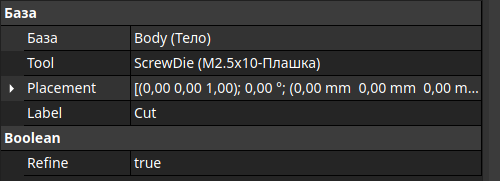 База
База Body (Тело)
Tool ScrewDie (M2.5x10-Плашка)
Placement [(0,00 0,00 1,00); 0,00 °; (0,00 mm 0,00 mm 0,00 m...
Label Cut
Boolean
Refine true